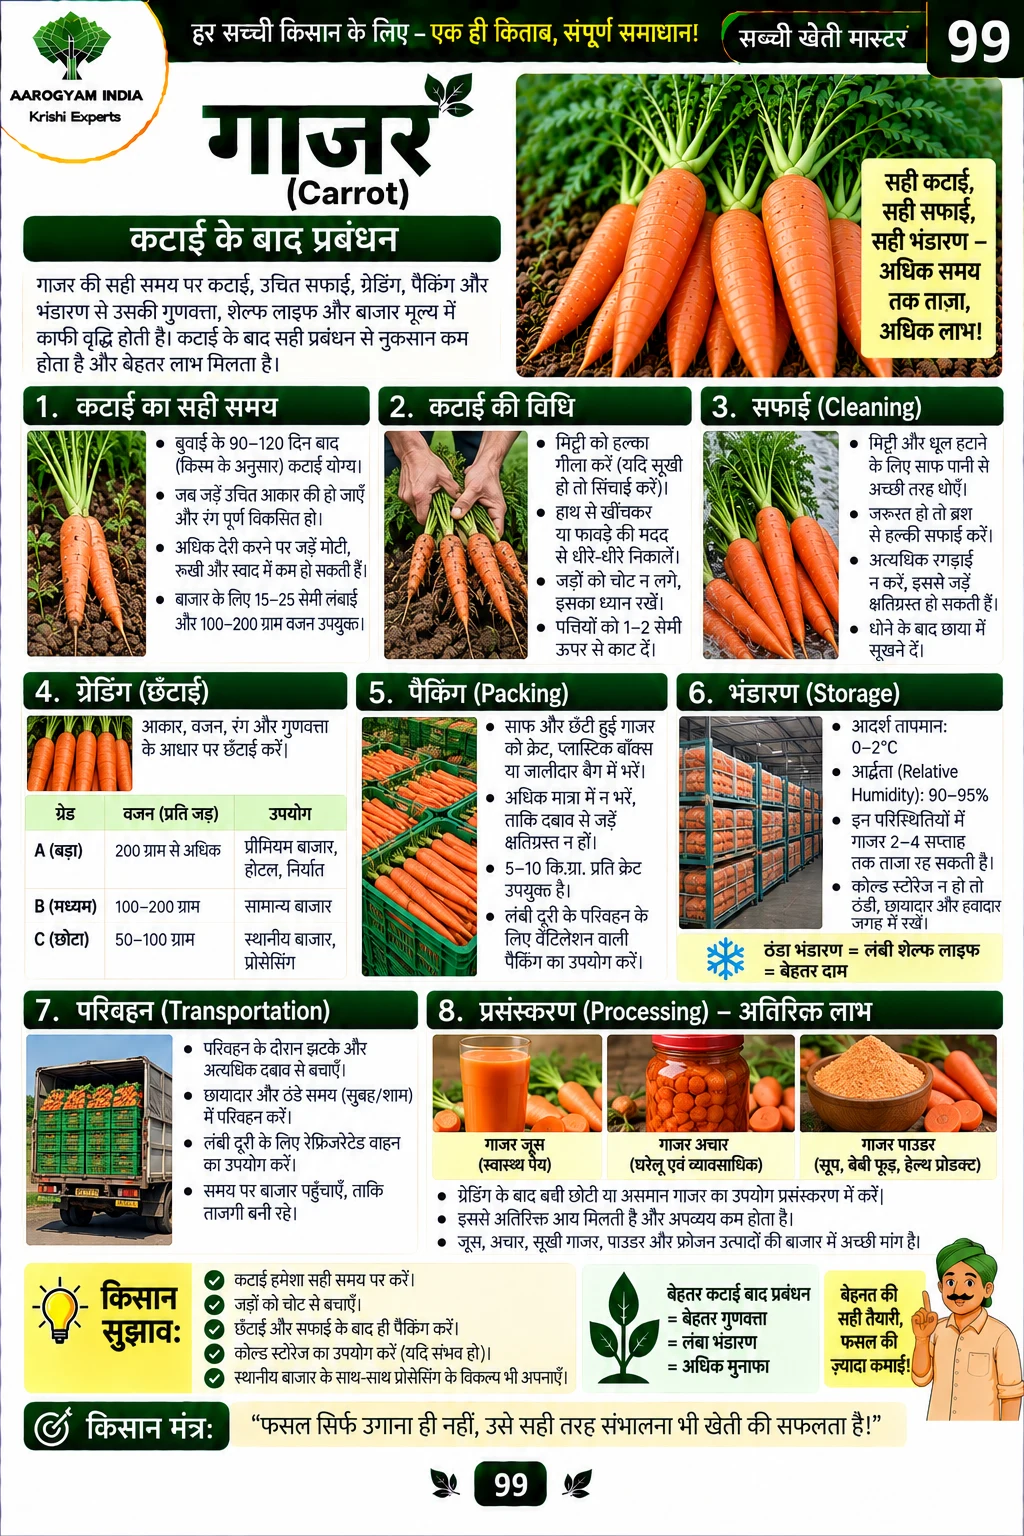 AAROGYAM INDIA
Krishi Experts
हर सच्ची किसान के लिए – एक ही किताब, संपूर्ण समाधान!
सब्ची खेती मास्टर
99
गाजर
(Carrot)
कटाई के बाद प्रबंधन
गाजर की सही समय पर कटाई, उचित सफाई, ग्रेडिंग, पैकिंग और
भंडारण से उसकी गुणवत्ता, शेल्फ लाइफ और बाजार मूल्य में
काफी वृद्धि होती है। कटाई के बाद सही प्रबंधन से नुकसान कम
होता है और बेहतर लाभ मिलता है।
सही कटाई,
सही सफाई,
सही भंडारण –
अधिक समय
तक ताजा,
अधिक लाभ!
1. कटाई का सही समय
• बुवाई के 90–120 दिन बाद
(किस्म के अनुसार) कटाई योग्य।
• जब जड़ें उचित आकार की हो जाएँ
और रंग पूर्ण विकसित हो।
• अधिक देरी करने पर जड़ें मोटी,
रूखी और स्वाद में कम हो सकती हैं।
• बाजार के लिए 15–25 सेमी लंबाई
और 100–200 ग्राम वजन उपयुक्त।
2. कटाई की विधि
• मिट्टी को हल्का
गीला करें (यदि सूखी
हो तो सिंचाई करें)।
• हाथ से खींचकर
या फावड़े की मदद
से धीरे-धीरे निकालें।
• जड़ों को चोट न लगे,
इसका ध्यान रखें।
• पत्तियों को 1–2 सेमी
ऊपर से काट दें।
3. सफाई (Cleaning)
• मिट्टी और धूल हटाने
के लिए साफ पानी से
अच्छी तरह धोएँ।
• जरूरत हो तो ब्रश
से हल्की सफाई करें।
• अत्यधिक रगड़ाई
न करें, इससे जड़ें
क्षतिग्रस्त हो सकती हैं।
• धोने के बाद छाया में
सूखने दें।
4. ग्रेडिंग (छँटाई)
आकार, वजन, रंग और गुणवत्ता
के आधार पर छँटाई करें।
ग्रेड वजन (प्रति जड़) उपयोग
A (बड़ा) 200 ग्राम से अधिक प्रीमियम बाजार,
होटल, निर्यात
B (मध्यम) 100–200 ग्राम सामान्य बाजार
C (छोटा) 50–100 ग्राम स्थानीय बाजार,
प्रोसेसिंग
5. पैकिंग (Packing)
• साफ और छँटी हुई गाजर
को क्रेट, प्लास्टिक बॉक्स
या जालीदार बैग में भरें।
• अधिक मात्रा में न भरें,
ताकि दबाव से जड़ें
क्षतिग्रस्त न हों।
• 5–10 कि.ग्रा. प्रति क्रेट
उपयुक्त है।
• लंबी दूरी के परिवहन के
लिए वेंटिलेशन वाली
पैकिंग का उपयोग करें।
6. भंडारण (Storage)
• आदर्श तापमान:
0–2°C
• आर्द्रता (Relative
Humidity): 90–95%
• इन परिस्थितियों में
गाजर 2–4 सप्ताह
तक ताजा रह सकती है।
• कोल्ड स्टोरेज न हो तो
ठंडी, छायादार और हवादार
जगह में रखें।
ठंडा भंडारण = लंबी शेल्फ लाइफ
= बेहतर दाम
7. परिबहन (Transportation)
• परिवहन के दौरान झटके और
अत्यधिक दबाव से बचाएँ।
• छायादार और ठंडे समय (सुबह/शाम)
में परिवहन करें।
• लंबी दूरी के लिए रेफ्रिजरेटेड वाहन
का उपयोग करें।
• समय पर बाजार पहुँचाएँ, ताकि
ताजगी बनी रहे।
8. प्रसंस्करण (Processing) – अतिरिक्त लाभ
गाजर जूस
(स्वास्थ्य पेय)
गाजर अचार
(घरेलू एवं व्यावसाधिक)
गाजर पाउडर
(सूप, बेबी फूड, हेल्थ प्रोडक्ट)
• ग्रेडिंग के बाद बची छोटी या असमान गाजर का उपयोग प्रसंस्करण में करें।
• इससे अतिरिक्त आय मिलती है और अपव्यय कम होता है।
• जूस, अचार, सूखी गाजर, पाउडर और फ्रोजन उत्पादों की बाजार में अच्छी मांग है।
किसान
सुझाव:
कटाई हमेशा सही समय पर करें।
जड़ों को चोट से बचाएँ।
छँटाई और सफाई के बाद ही पैकिंग करें।
कोल्ड स्टोरेज का उपयोग करें (यदि संभव हो)।
स्थानीय बाजार के साथ-साथ प्रोसेसिंग के विकल्प भी अपनाएँ।
बेहतर कटाई बाद प्रबंधन
= बेहतर गुणवत्ता
= लंबा भंडारण
= अधिक मुनाफा
बेहनत की
सही तैयारी,
फसल की
ज़्यादा कमाई!
किसान मंत्र:
“फसल सिर्फ उगाना ही नहीं, उसे सही तरह संभालना भी खेती की सफलता है!”
99